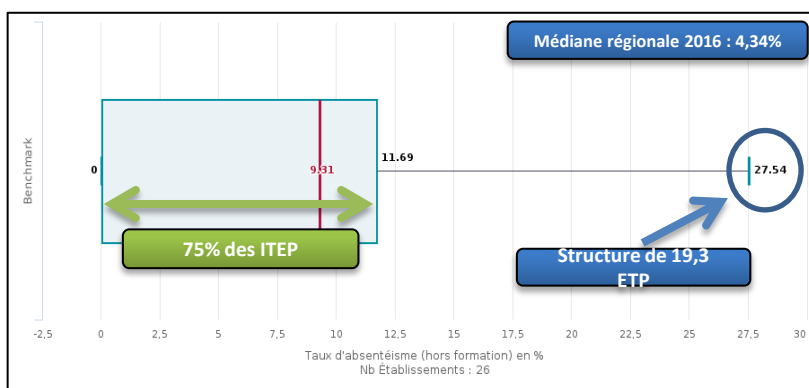 Médiane régionale 2016 : 4,34%
Benchmark
0
9.31
11.69
27.54
75% des ITEP
Structure de 19,3
ETP
-2,5
0
2,5
5
7,5
10
12,5
15
17,5
20
22,5
25
27,5
30
Taux d'absentéisme (hors formation) en %
Nb Établissements : 26